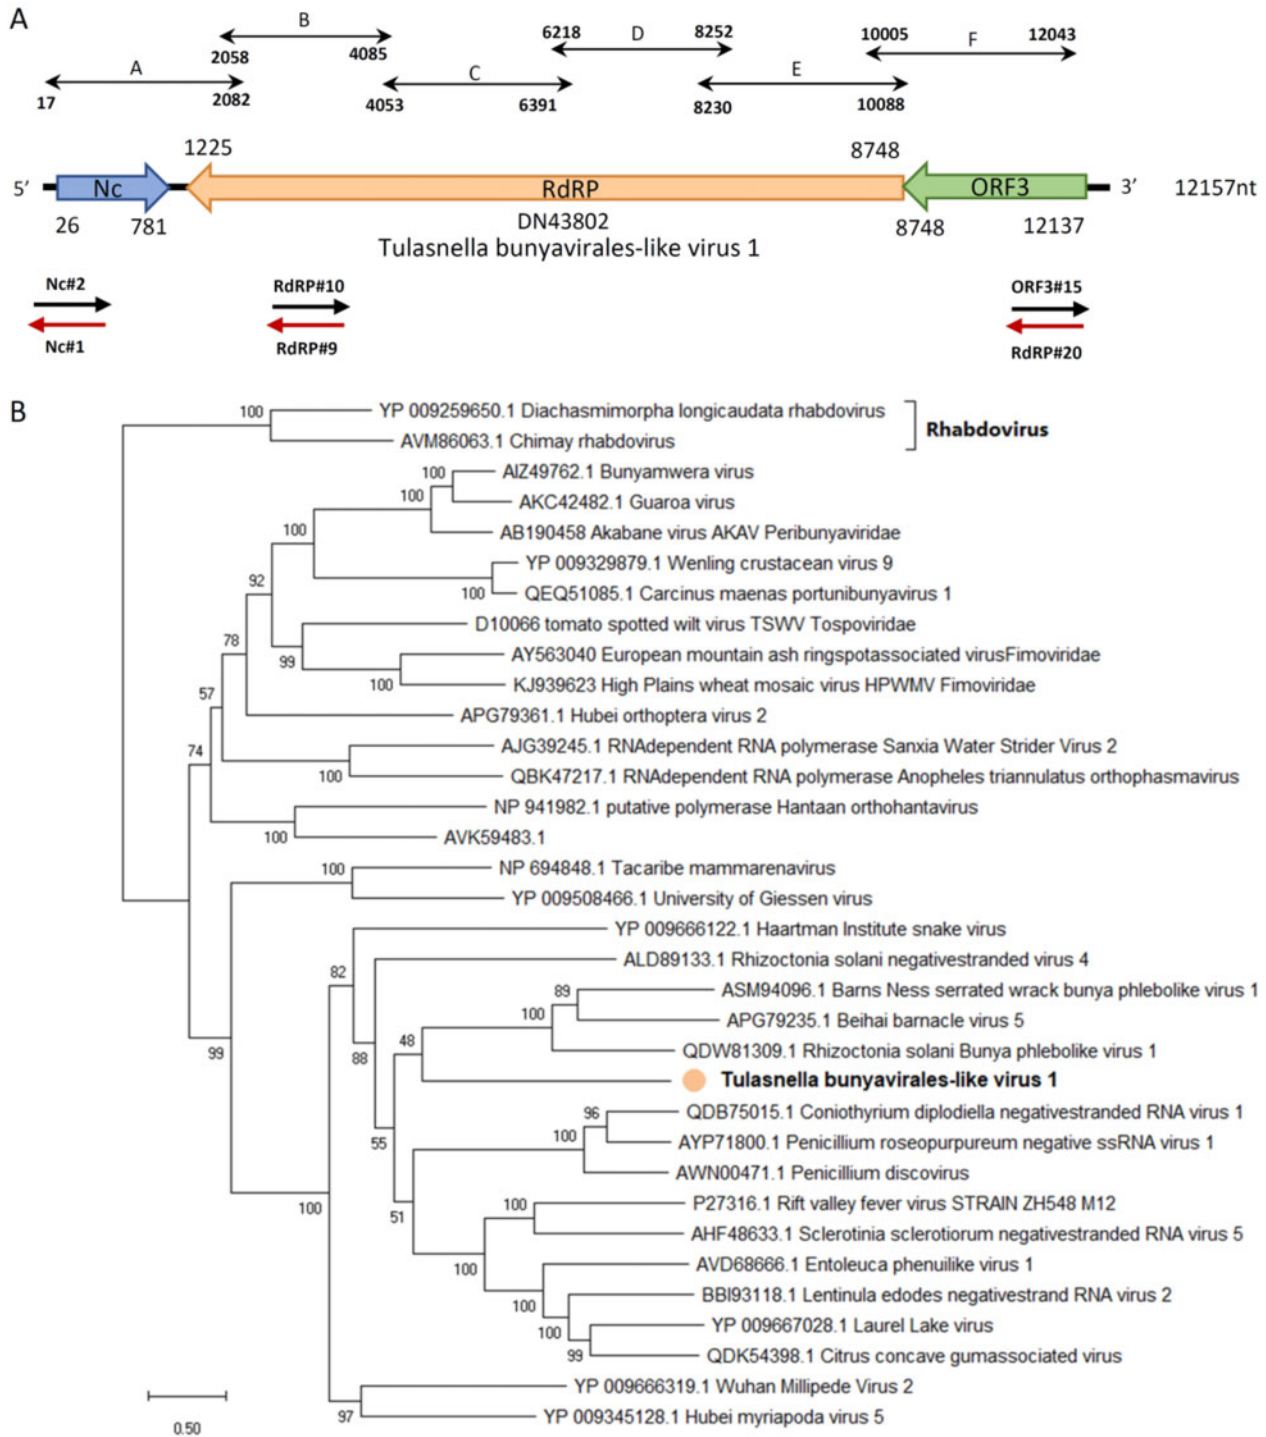 A
B
6218
D
8252
10005
F
12043
2058
4085
A
C
E
17
2082
4053
6391
8230
10088
1225
8748
5’
Nc
RdRP
ORF3
3’
12157nt
26
781
DN43802
8748
12137
Tulasnella bunyavirales-like virus 1
Nc#2
RdRP#10
ORF3#15
Nc#1
RdRP#9
RdRP#20
B
100
YP 009259650.1 Diachasmimorpha longicaudata rhabdovirus
AVM86063.1 Chimay rhabdovirus
Rhabdovirus
100
AIZ49762.1 Bunyamwera virus
100
AKC42482.1 Guaroa virus
100
AB190458 Akabane virus AKAV Peribunyaviridae
YP 009329879.1 Wenling crustacean virus 9
92
100
QEQ51085.1 Carcinus maenas portunibunyavirus 1
D10066 tomato spotted wilt virus TSWV Tospoviridae
78
99
AY563040 European mountain ash ringspotassociated virusFimoviridae
100
KJ939623 High Plains wheat mosaic virus HPWMV Fimoviridae
57
APG79361.1 Hubei orthoptera virus 2
74
AJG39245.1 RNAdependent RNA polymerase Sanxia Water Strider Virus 2
100
QBK47217.1 RNAdependent RNA polymerase Anopheles triannulatus orthophasmavirus
NP 941982.1 putative polymerase Hantaan orthohantavirus
100
AVK59483.1
100
NP 694848.1 Tacaribe mammarenavirus
YP 009508466.1 University of Giessen virus
YP 009666122.1 Haartman Institute snake virus
82
ALD89133.1 Rhizoctonia solani negativestranded virus 4
89
ASM94096.1 Barns Ness serrated wrack bunya phlebolike virus 1
100
APG79235.1 Beihai barnacle virus 5
99
88
48
QDW81309.1 Rhizoctonia solani Bunya phlebolike virus 1
Tulasnella bunyavirales-like virus 1
96
QDB75015.1 Coniothyrium diplodiella negativestranded RNA virus 1
55
100
AYP71800.1 Penicillium roseopurpureum negative ssRNA virus 1
AWN00471.1 Penicillium discovirus
100
51
100
P27316.1 Rift valley fever virus STRAIN ZH548 M12
AHF48633.1 Sclerotinia sclerotiorum negativestranded RNA virus 5
100
AVD68666.1 Entoleuca phenuilike virus 1
100
BBI93118.1 Lentinula edodes negativestrand RNA virus 2
100
YP 009667028.1 Laurel Lake virus
99
QDK54398.1 Citrus concave gumassociated virus
YP 009666319.1 Wuhan Millipede Virus 2
97
YP 009345128.1 Hubei myriapoda virus 5
0.50